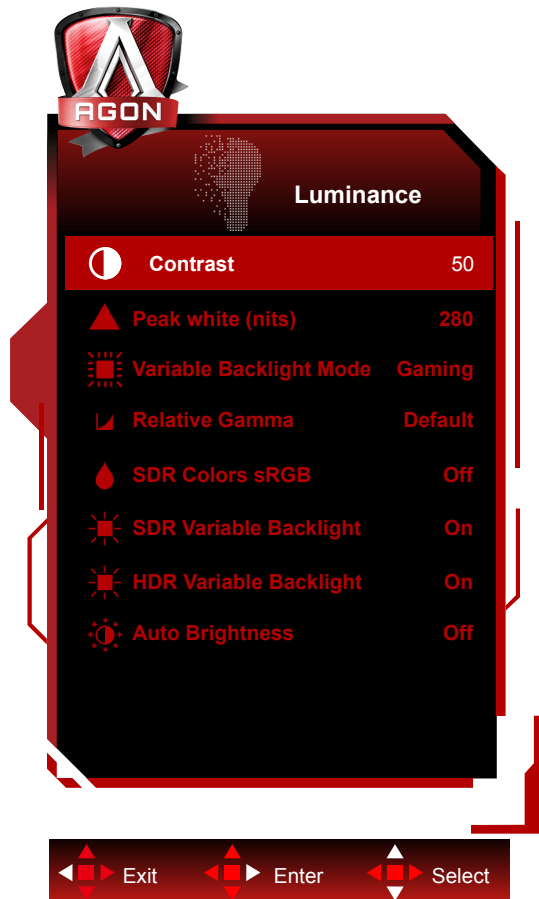 AGON
Luminance
Contrast 50
Peak white (nits) 280
Variable Backlight Mode Gaming
Relative Gamma Default
SDR Colors sRGB Off
SDR Variable Backlight On
HDR Variable Backlight On
Auto Brightness Off
Exit Enter Select